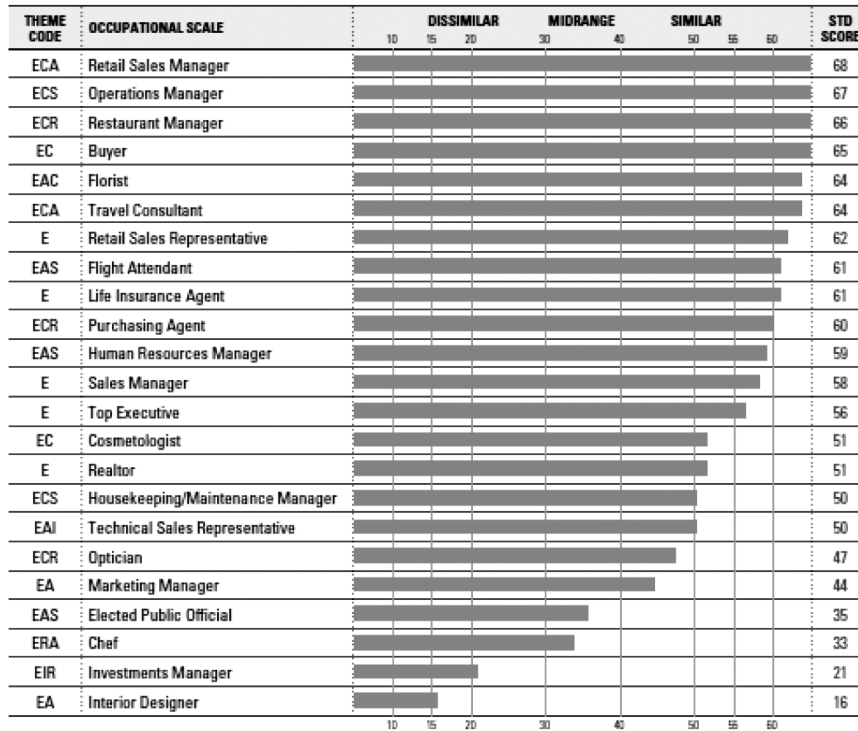 THEME CODE OCCUPATIONAL SCALE DISSIMILAR MIDRANGE SIMILAR STD SCORE
10 15 20 30 40 50 55 60
ECA Retail Sales Manager 68
ECS Operations Manager 67
ECR Restaurant Manager 66
EC Buyer 65
EAC Florist 64
ECA Travel Consultant 64
E Retail Sales Representative 62
EAS Flight Attendant 61
E Life Insurance Agent 61
ECR Purchasing Agent 60
EAS Human Resources Manager 59
E Sales Manager 58
E Top Executive 56
EC Cosmetologist 51
E Realtor 51
ECS Housekeeping/Maintenance Manager 50
EAI Technical Sales Representative 50
ECR Optician 47
EA Marketing Manager 44
EAS Elected Public Official 35
ERA Chef 33
EIR Investments Manager 21
EA Interior Designer 16
10 15 20 30 40 50 55 60